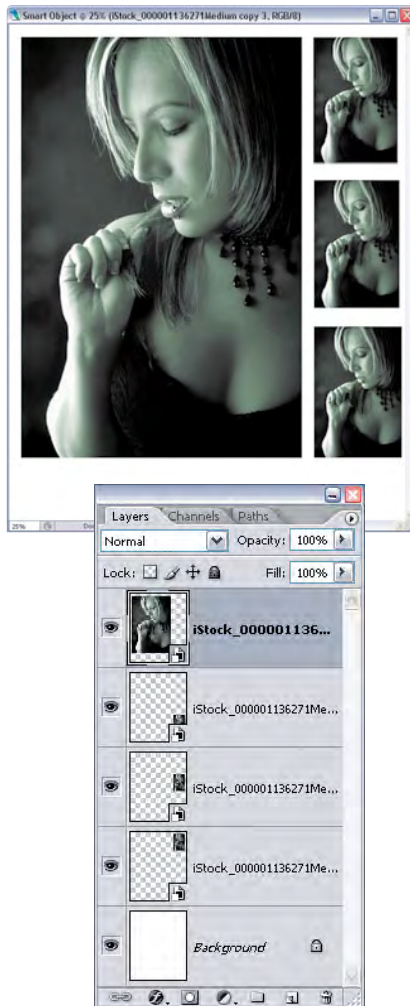 Smart Object @ 25% (iStock_000001136271Medium copy 3, RGB/8)
25%
Layers Channels Paths
Normal Opacity: 100%
Lock: Fill: 100%
iStock_000001136...
iStock_000001136271Me...
iStock_000001136271Me...
iStock_000001136271Me...
Background